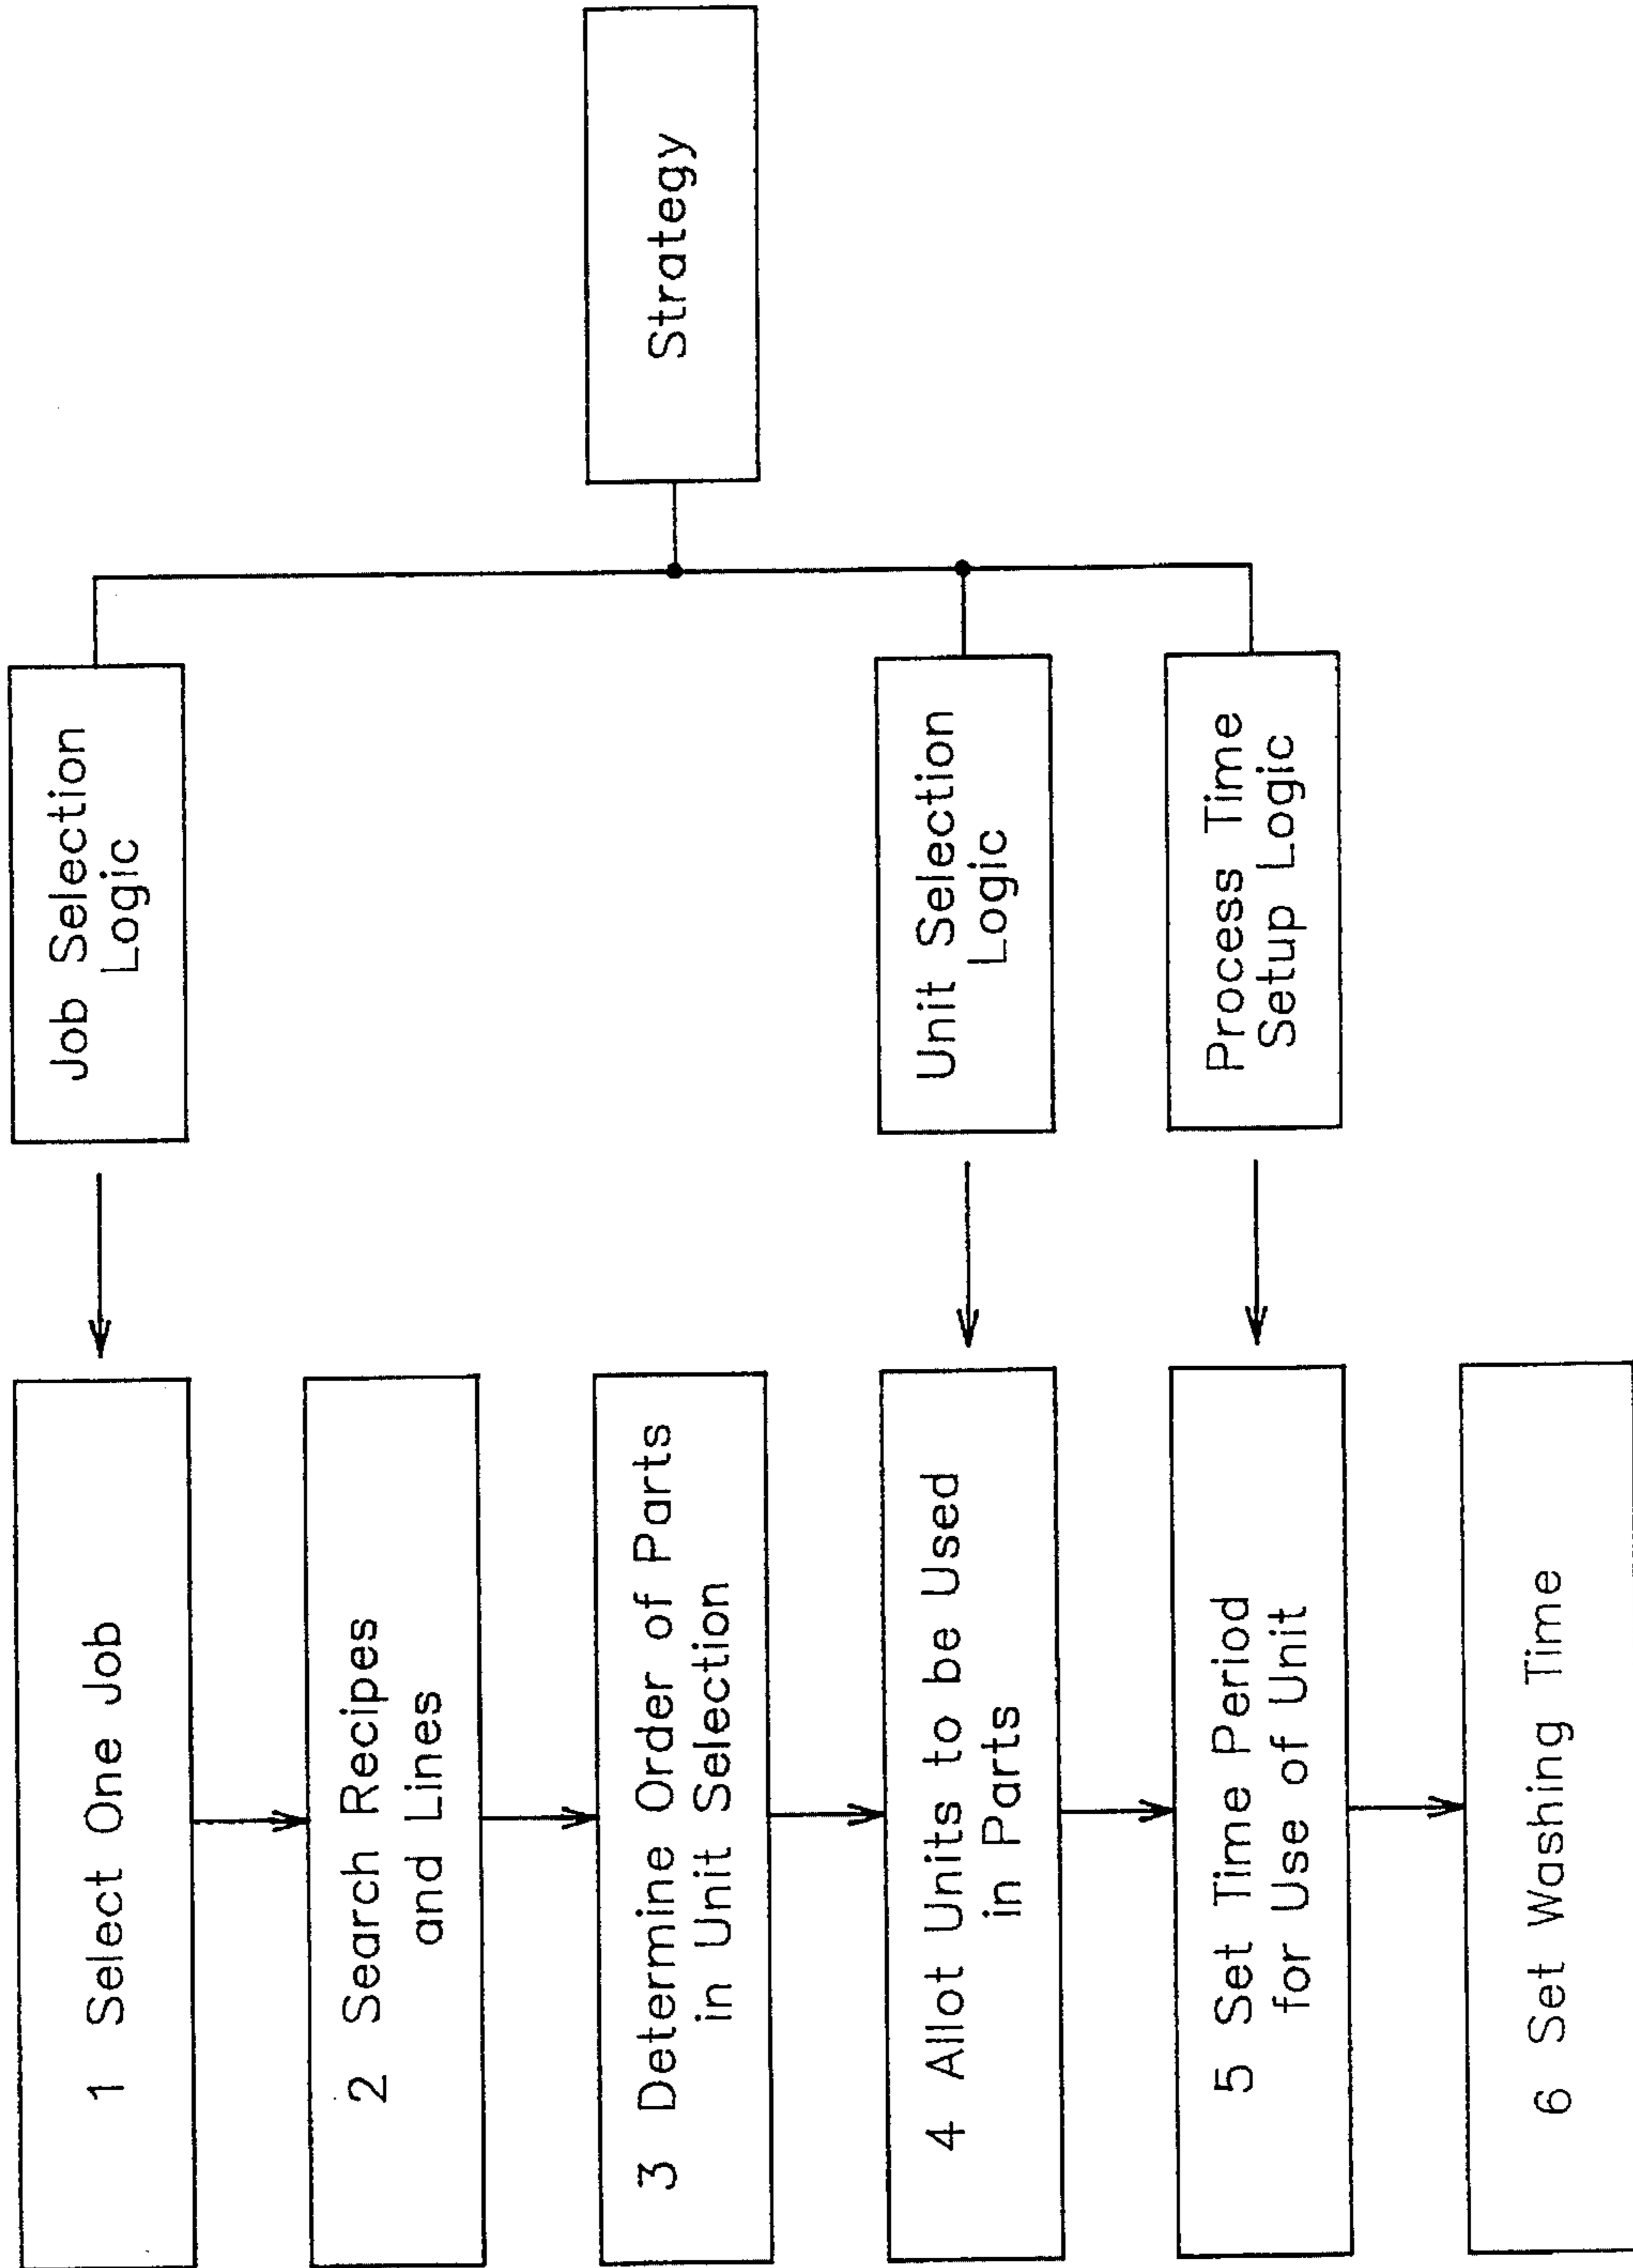 1 Select One Job
2 Search Recipes
and Lines
3 Determine Order of Parts
in Unit Selection
4 Allot Units to be Used
in Parts
5 Set Time Period
for Use of Unit
6 Set Washing Time
Job Selection
Logic
Unit Selection
Logic
Process Time
Setup Logic
Strategy